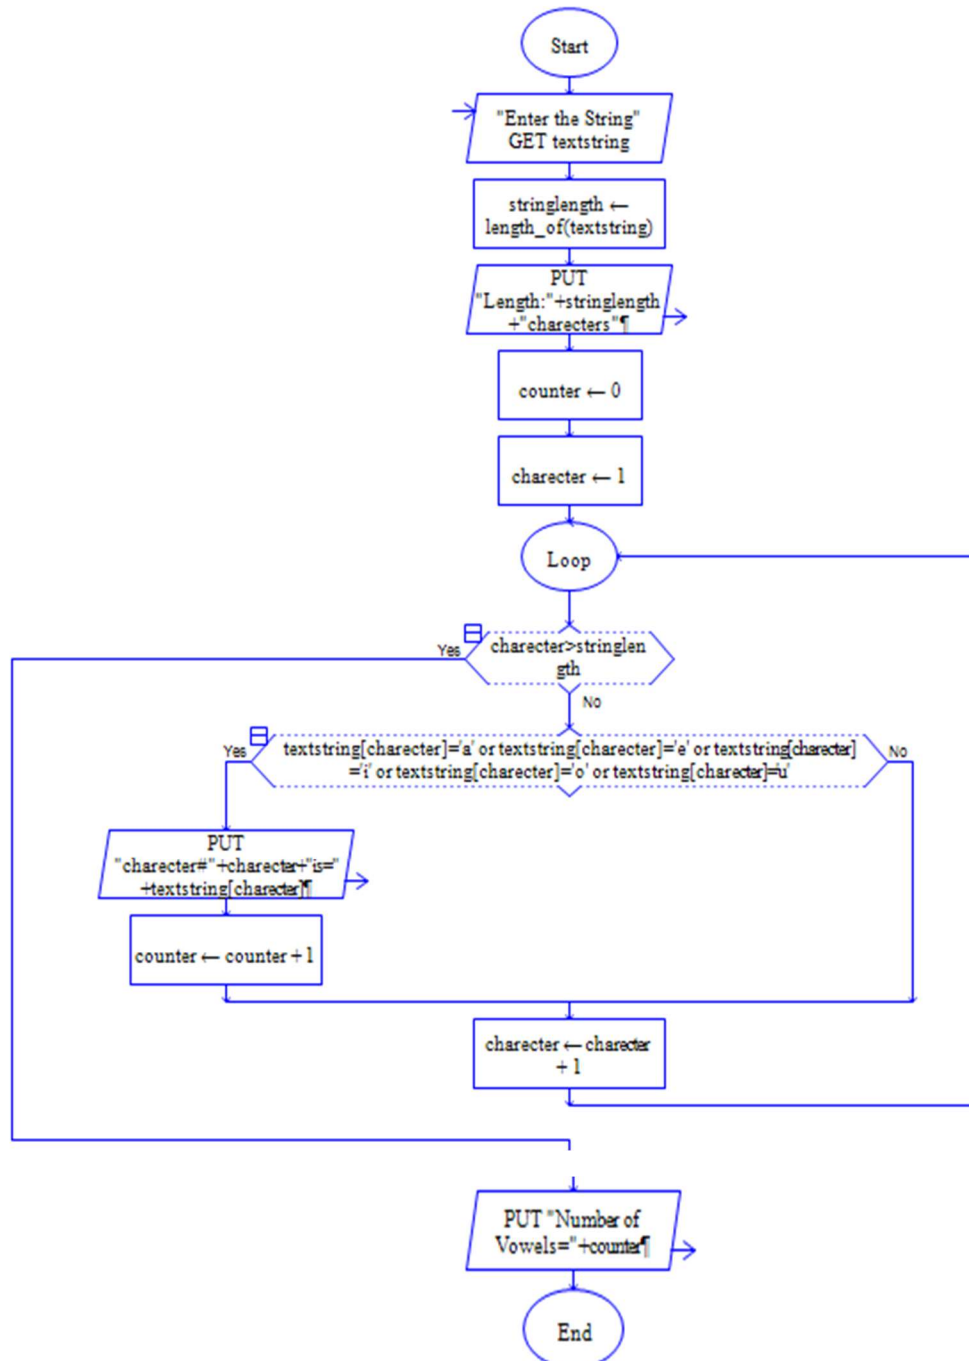 Start
"Enter the String"
GET textstring
stringlength ←
length_of(textstring)
PUT
"Length:"+stringlength
+"charecters"¶
counter ← 0
charecter ← 1
Loop
Yes
charecter>stringlen
gth
No
Yes
textstring[charecter]='a' or textstring[charecter]='e' or textstring[charecter]
='i' or textstring[charecter]='o' or textstring[charecter]='u'
No
PUT
"charecter#"+charecter+"is="
+textstring[charecter]¶
counter ← counter + 1
charecter ← charecter
+ 1
PUT "Number of
Vowels="+counter¶
End